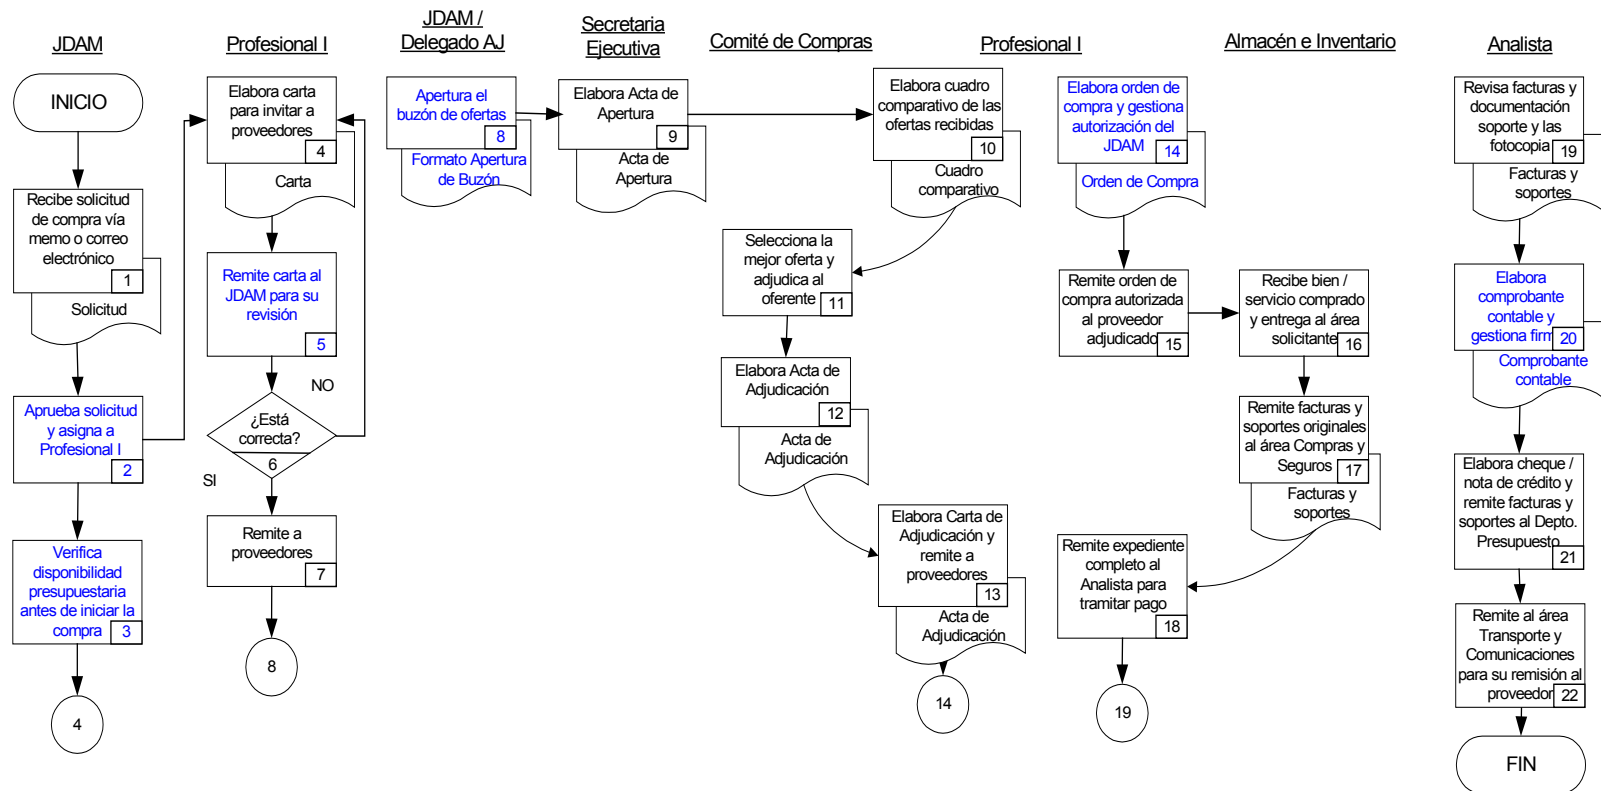 JDAM
INICIO
Recibe solicitud
de compra vía
memo o correo
electrónico
1
Solicitud
Aprueba solicitud
y asigna a
Profesional I
2
Verifica
disponibilidad
presupuestaria
antes de iniciar la
compra
3
4
Profesional I
Elabora carta
para invitar a
proveedores
4
Carta
Remite carta al
JDAM para su
revisión
5
NO
¿Está
correcta?
6
SI
Remite a
proveedores
7
8
JDAM /
Delegado AJ
Apertura el
buzón de ofertas
8
Formato Apertura
de Buzón
Secretaria
Ejecutiva
Elabora Acta de
Apertura
9
Acta de
Apertura
Comité de Compras
Selecciona la
mejor oferta y
adjudica al
oferente
11
Elabora Acta de
Adjudicación
12
Acta de
Adjudicación
Profesional I
Elabora cuadro
comparativo de las
ofertas recibidas
10
Cuadro
comparativo
Elabora Carta de
Adjudicación y
remite a
proveedores
13
Acta de
Adjudicación
14
Elabora orden de
compra y gestiona
autorización del
JDAM
14
Orden de Compra
Remite orden de
compra autorizada
al proveedor
adjudicado
15
Remite expediente
completo al
Analista para
tramitar pago
18
19
Almacén e Inventario
Recibe bien /
servicio comprado
y entrega al área
solicitante
16
Remite facturas y
soportes originales
al área Compras y
Seguros
17
Facturas y
soportes
Analista
Revisa facturas y
documentación
soporte y las
fotocopia
19
Facturas y
soportes
Elabora
comprobante
contable y
gestiona firm
20
Comprobante
contable
Elabora cheque /
nota de crédito y
remite facturas y
soportes al Depto.
Presupuesto
21
Remite al área
Transporte y
Comunicaciones
para su remisión al
proveedor
22
FIN